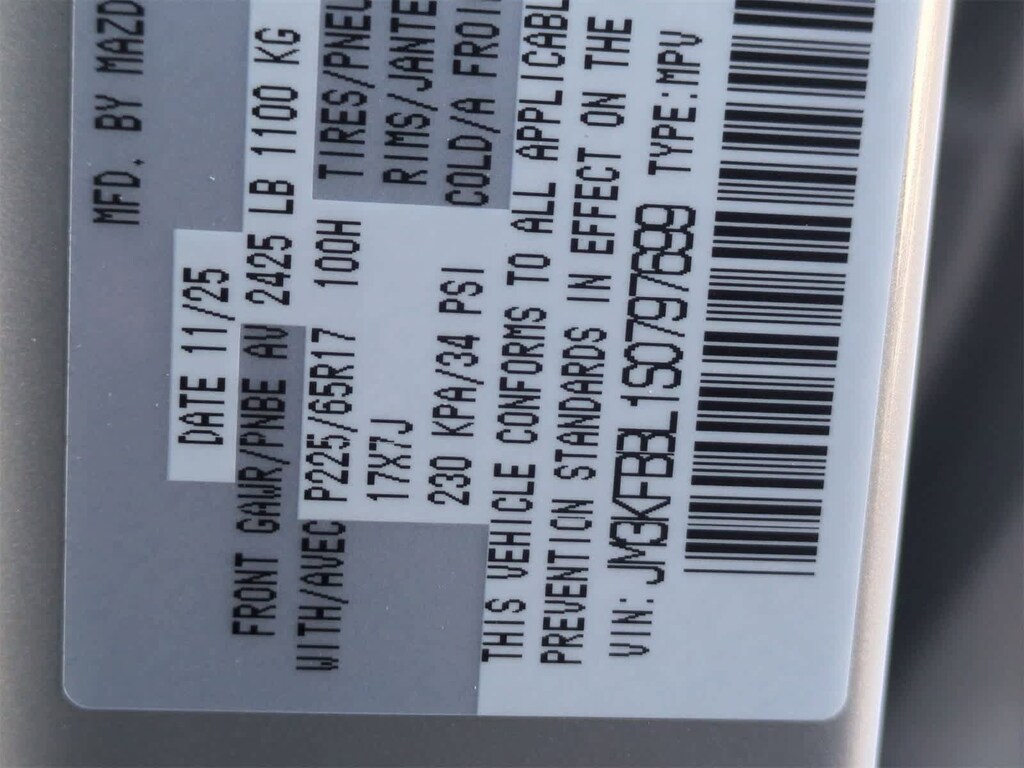 MFD. BY MAZD
DATE 11/25
FRONT GAWR/PNBE AV 2425 LB 1100 KG
WITH/AVEC P225/65R17 100H TIRES/PNEU
17X7J RIMS/JANTE
230 KPA/34 PSI COLD/A FROI
THIS VEHICLE CONFORMS TO ALL APPLICABL
PREVENTION STANDARDS IN EFFECT ON THE
VIN: JM3KFBBL1S0797699 TYPE:MPV